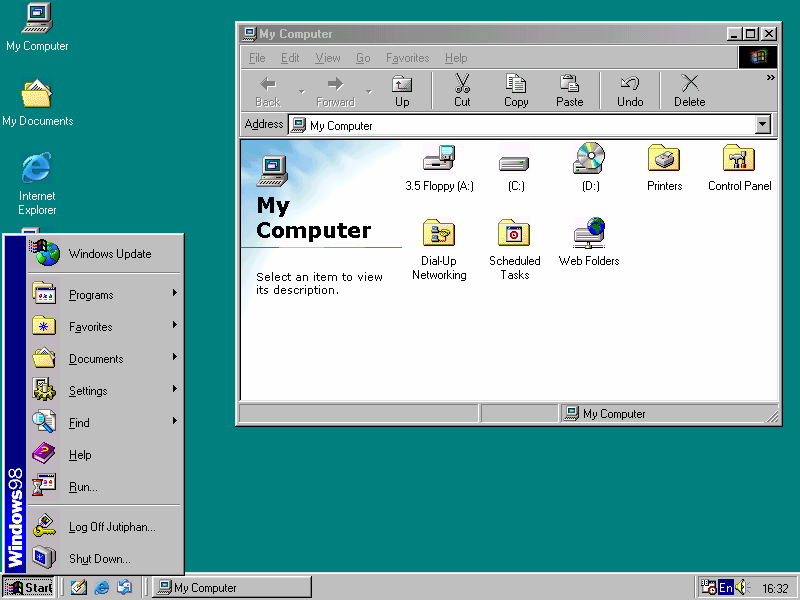 My Computer
My Documents
Internet
Explorer
My Computer
File Edit View Go Favorites Help
Back Forward Up Cut Copy Paste Undo Delete
Address My Computer
My
Computer
Select an item to view
its description.
3.5 Floppy (A:) (C:) (D:) Printers Control Panel
Dial-Up
Networking
Scheduled
Tasks
Web Folders
My Computer
Windows98
Windows Update
Programs
Favorites
Documents
Settings
Find
Help
Run...
Log Off Jutiphan...
Shut Down...
Start My Computer En 16:32